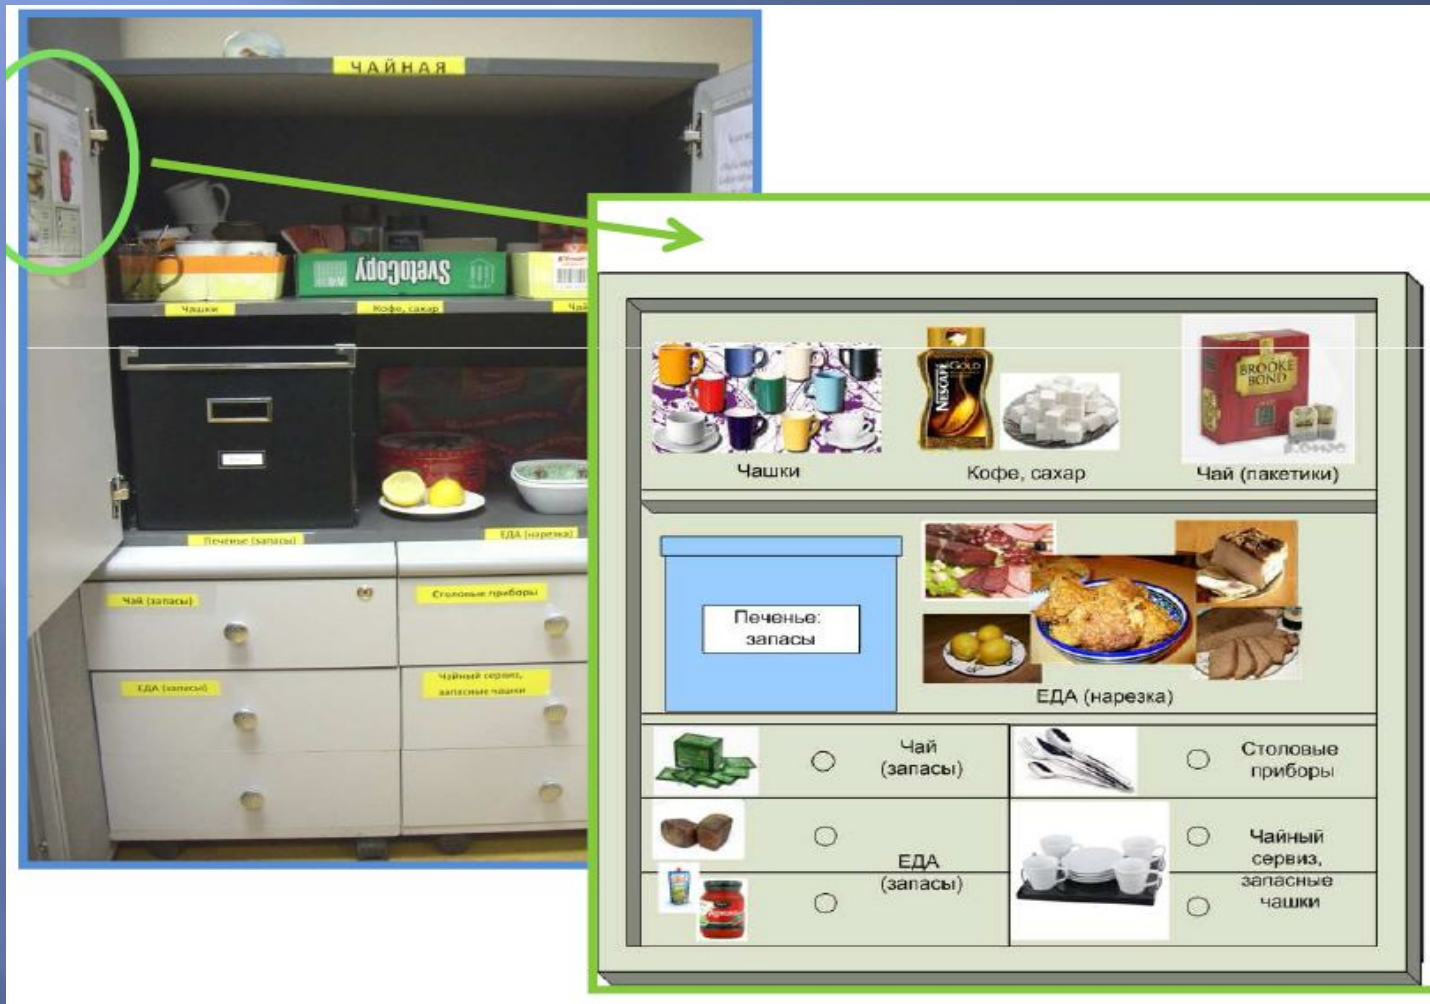 ЧАЙНАЯ
SvetoCopy
Чашки
Кофе, сахар
Чай
Печенье (запасы)
ЕДА (нарезка)
Чай (запасы)
Столовые приборы
ЕДА (запасы)
Чайный сервиз,
запасные чашки
NESCAFÉ
GOLD
BROOKE
BOND
Чашки
Кофе, сахар
Чай (пакетики)
Печенье:
запасы
ЕДА (нарезка)
Чай
(запасы)
Столовые
приборы
ЕДА
(запасы)
Чайный
сервиз,
запасные
чашки